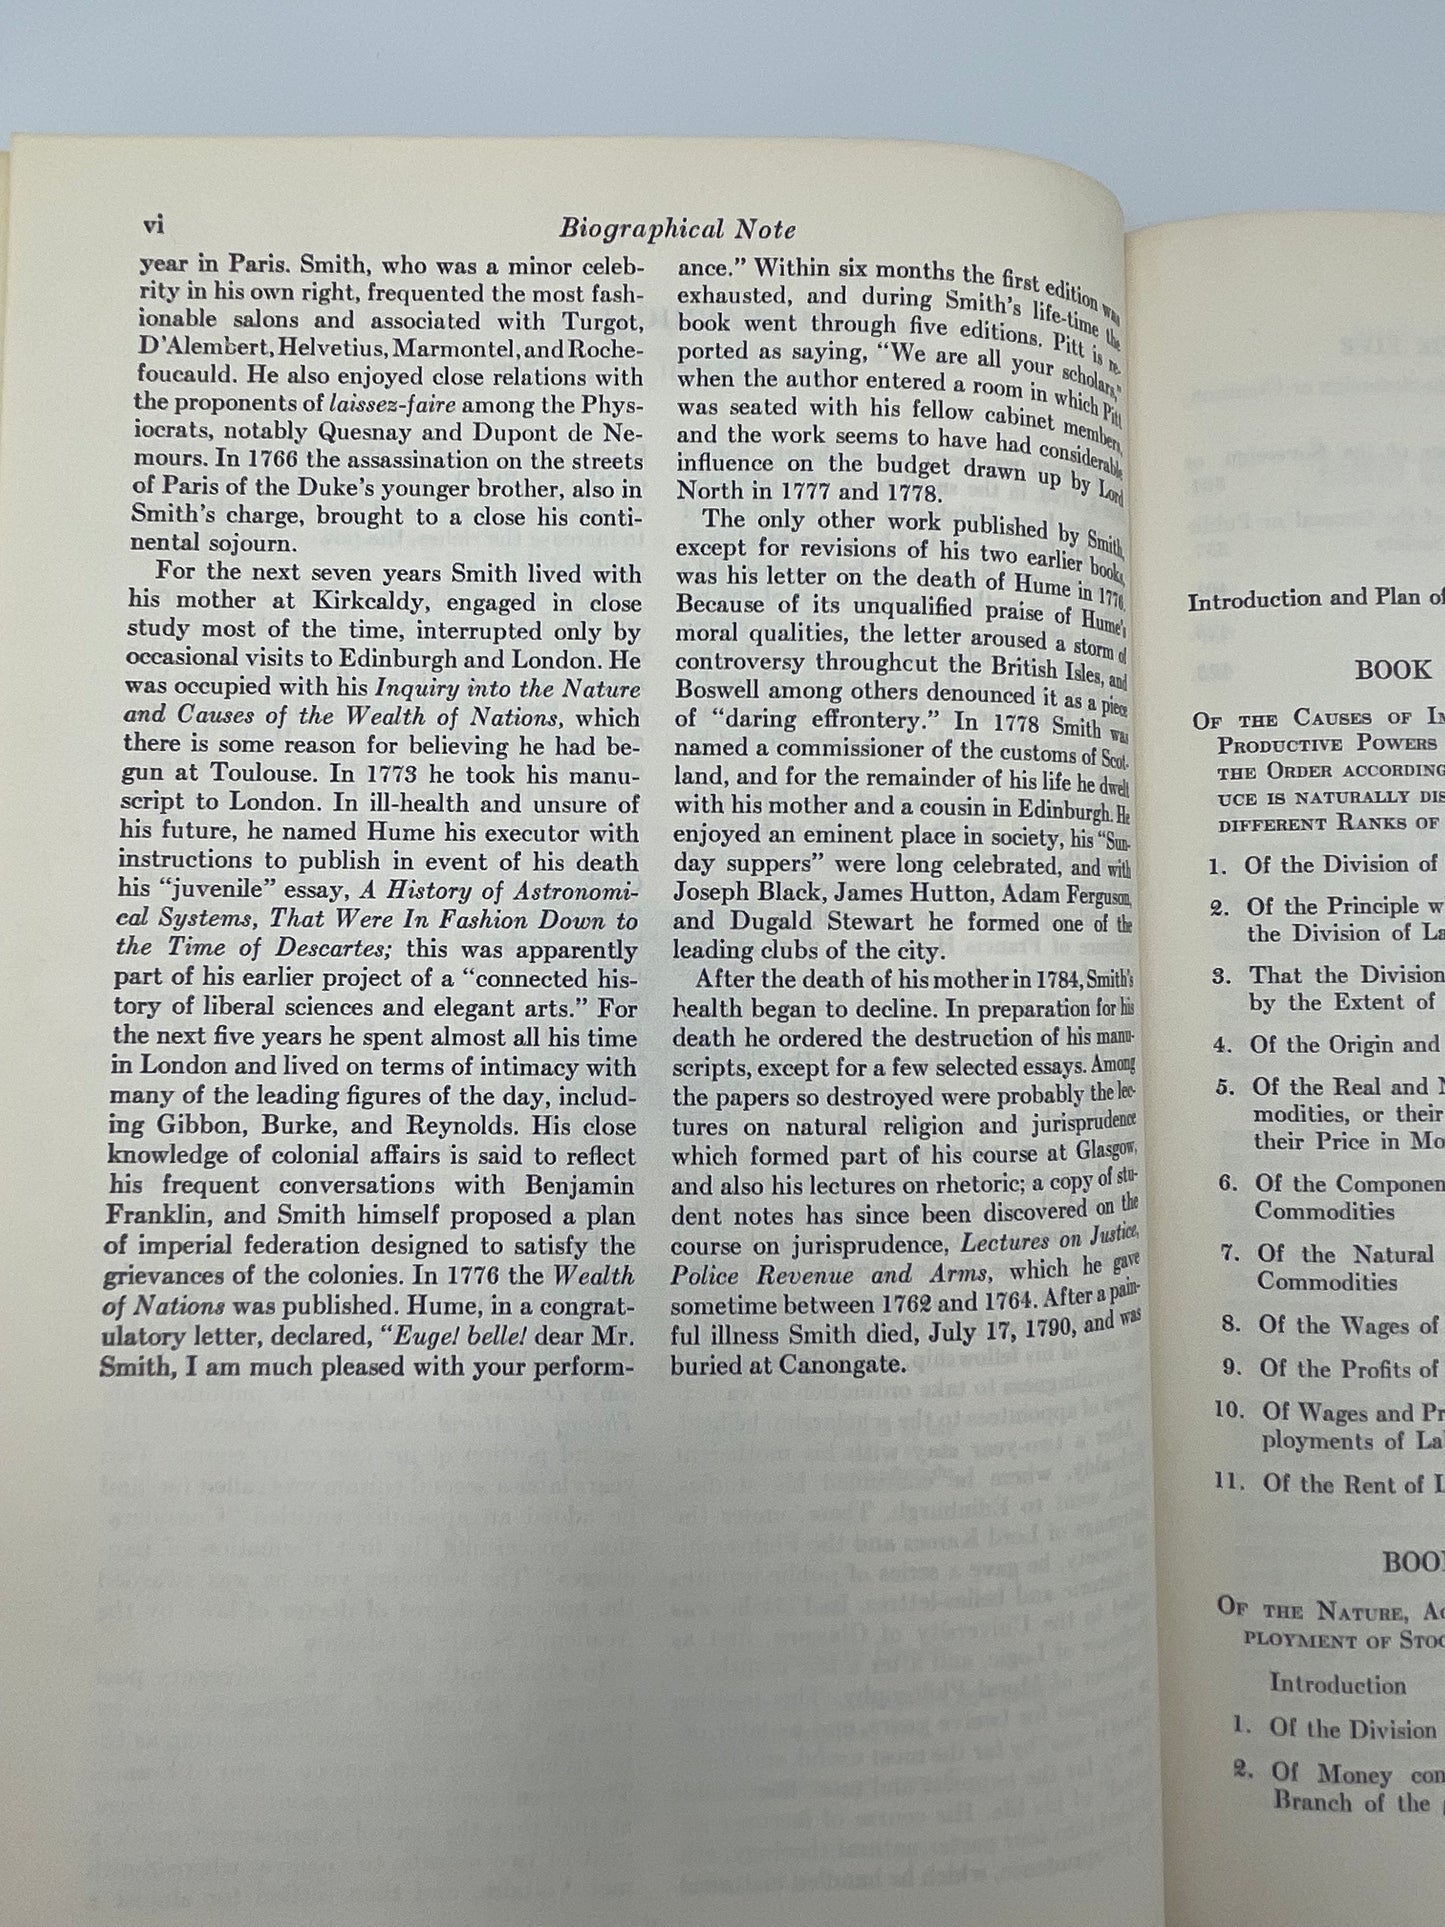 vi
Biographical Note
year in Paris. Smith, who was a minor celeb-
rity in his own right, frequented the most fash-
ionable salons and associated with Turgot,
D'Alembert, Helvetius, Marmontel, and Roche-
foucauld. He also enjoyed close relations with
the proponents of laissez-faire among the Phys-
iocrats, notably Quesnay and Dupont de Ne-
mours. In 1766 the assassination on the streets
of Paris of the Duke's younger brother, also in
Smith's charge, brought to a close his conti-
nental sojourn.
For the next seven years Smith lived with
his mother at Kirkcaldy, engaged in close
study most of the time, interrupted only by
occasional visits to Edinburgh and London. He
was occupied with his Inquiry into the Nature
and Causes of the Wealth of Nations, which
there is some reason for believing he had be-
gun at Toulouse. In 1773 he took his manu-
script to London. In ill-health and unsure of
his future, he named Hume his executor with
instructions to publish in event of his death
his "juvenile" essay, A History of Astronomi-
cal Systems, That Were In Fashion Down to
the Time of Descartes; this was apparently
part of his earlier project of a "connected his-
tory of liberal sciences and elegant arts." For
the next five years he spent almost all his time
in London and lived on terms of intimacy with
many of the leading figures of the day, includ-
ing Gibbon, Burke, and Reynolds. His close
knowledge of colonial affairs is said to reflect
his frequent conversations with Benjamin
Franklin, and Smith himself proposed a plan
of imperial federation designed to satisfy the
grievances of the colonies. In 1776 the Wealth
of Nations was published. Hume, in a congrat-
ulatory letter, declared, "Euge! belle! dear Mr.
Smith, I am much pleased with your perform-
ance." Within six months the first edition was
exhausted, and during Smith's life-time the
book went through five editions. Pitt is re-
ported as saying, "We are all your scholars,"
when the author entered a room in which Pitt
was seated with his fellow cabinet members,
and the work seems to have had considerable
influence on the budget drawn up by Lord
North in 1777 and 1778.
The only other work published by Smith,
except for revisions of his two earlier books,
was his letter on the death of Hume in 1776.
Because of its unqualified praise of Hume's
moral qualities, the letter aroused a storm of
controversy throughcut the British Isles, and
Boswell among others denounced it as a piece
of "daring effrontery." In 1778 Smith was
named a commissioner of the customs of Scot-
land, and for the remainder of his life he dwelt
with his mother and a cousin in Edinburgh. He
enjoyed an eminent place in society, his "Sun-
day suppers" were long celebrated, and with
Joseph Black, James Hutton, Adam Ferguson,
and Dugald Stewart he formed one of the
leading clubs of the city.
After the death of his mother in 1784, Smith's
health began to decline. In preparation for his
death he ordered the destruction of his manu-
scripts, except for a few selected essays. Among
the papers so destroyed were probably the lec-
tures on natural religion and jurisprudence
which formed part of his course at Glasgow,
and also his lectures on rhetoric; a copy of stu-
dent notes has since been discovered on the
course on jurisprudence, Lectures on Justice,
Police Revenue and Arms, which he gave
sometime between 1762 and 1764. After a pain-
ful illness Smith died, July 17, 1790, and was
buried at Canongate.
Introduction and Plan of
BOOK
OF THE CAUSES OF
PRODUCTIVE POWERS
THE ORDER ACCORDING
UCE IS NATURALLY DIS
DIFFERENT RANKS OF
1. Of the Division of
2. Of the Principle w
the Division of La
3. That the Division
by the Extent of
4. Of the Origin and
5. Of the Real and
modities, or their
their Price in Mo
6. Of the Componen
Commodities
7. Of the Natural
Commodities
8. Of the Wages of
9. Of the Profits of
10. Of Wages and Pr
ployments of La
11. Of the Rent of
BOO
OF THE NATURE, Ac
PLOYMENT OF STOC
Introduction
1. Of the Division
2. Of Money con
Branch of the